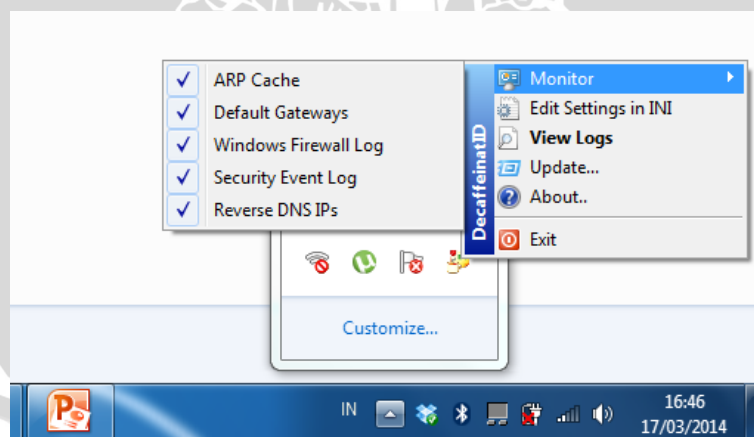 ARP Cache
Default Gateways
Windows Firewall Log
Security Event Log
Reverse DNS IPs
DecaffeinatID
Monitor
Edit Settings in INI
View Logs
Update...
About..
Exit
Customize...
IN
16:46
17/03/2014